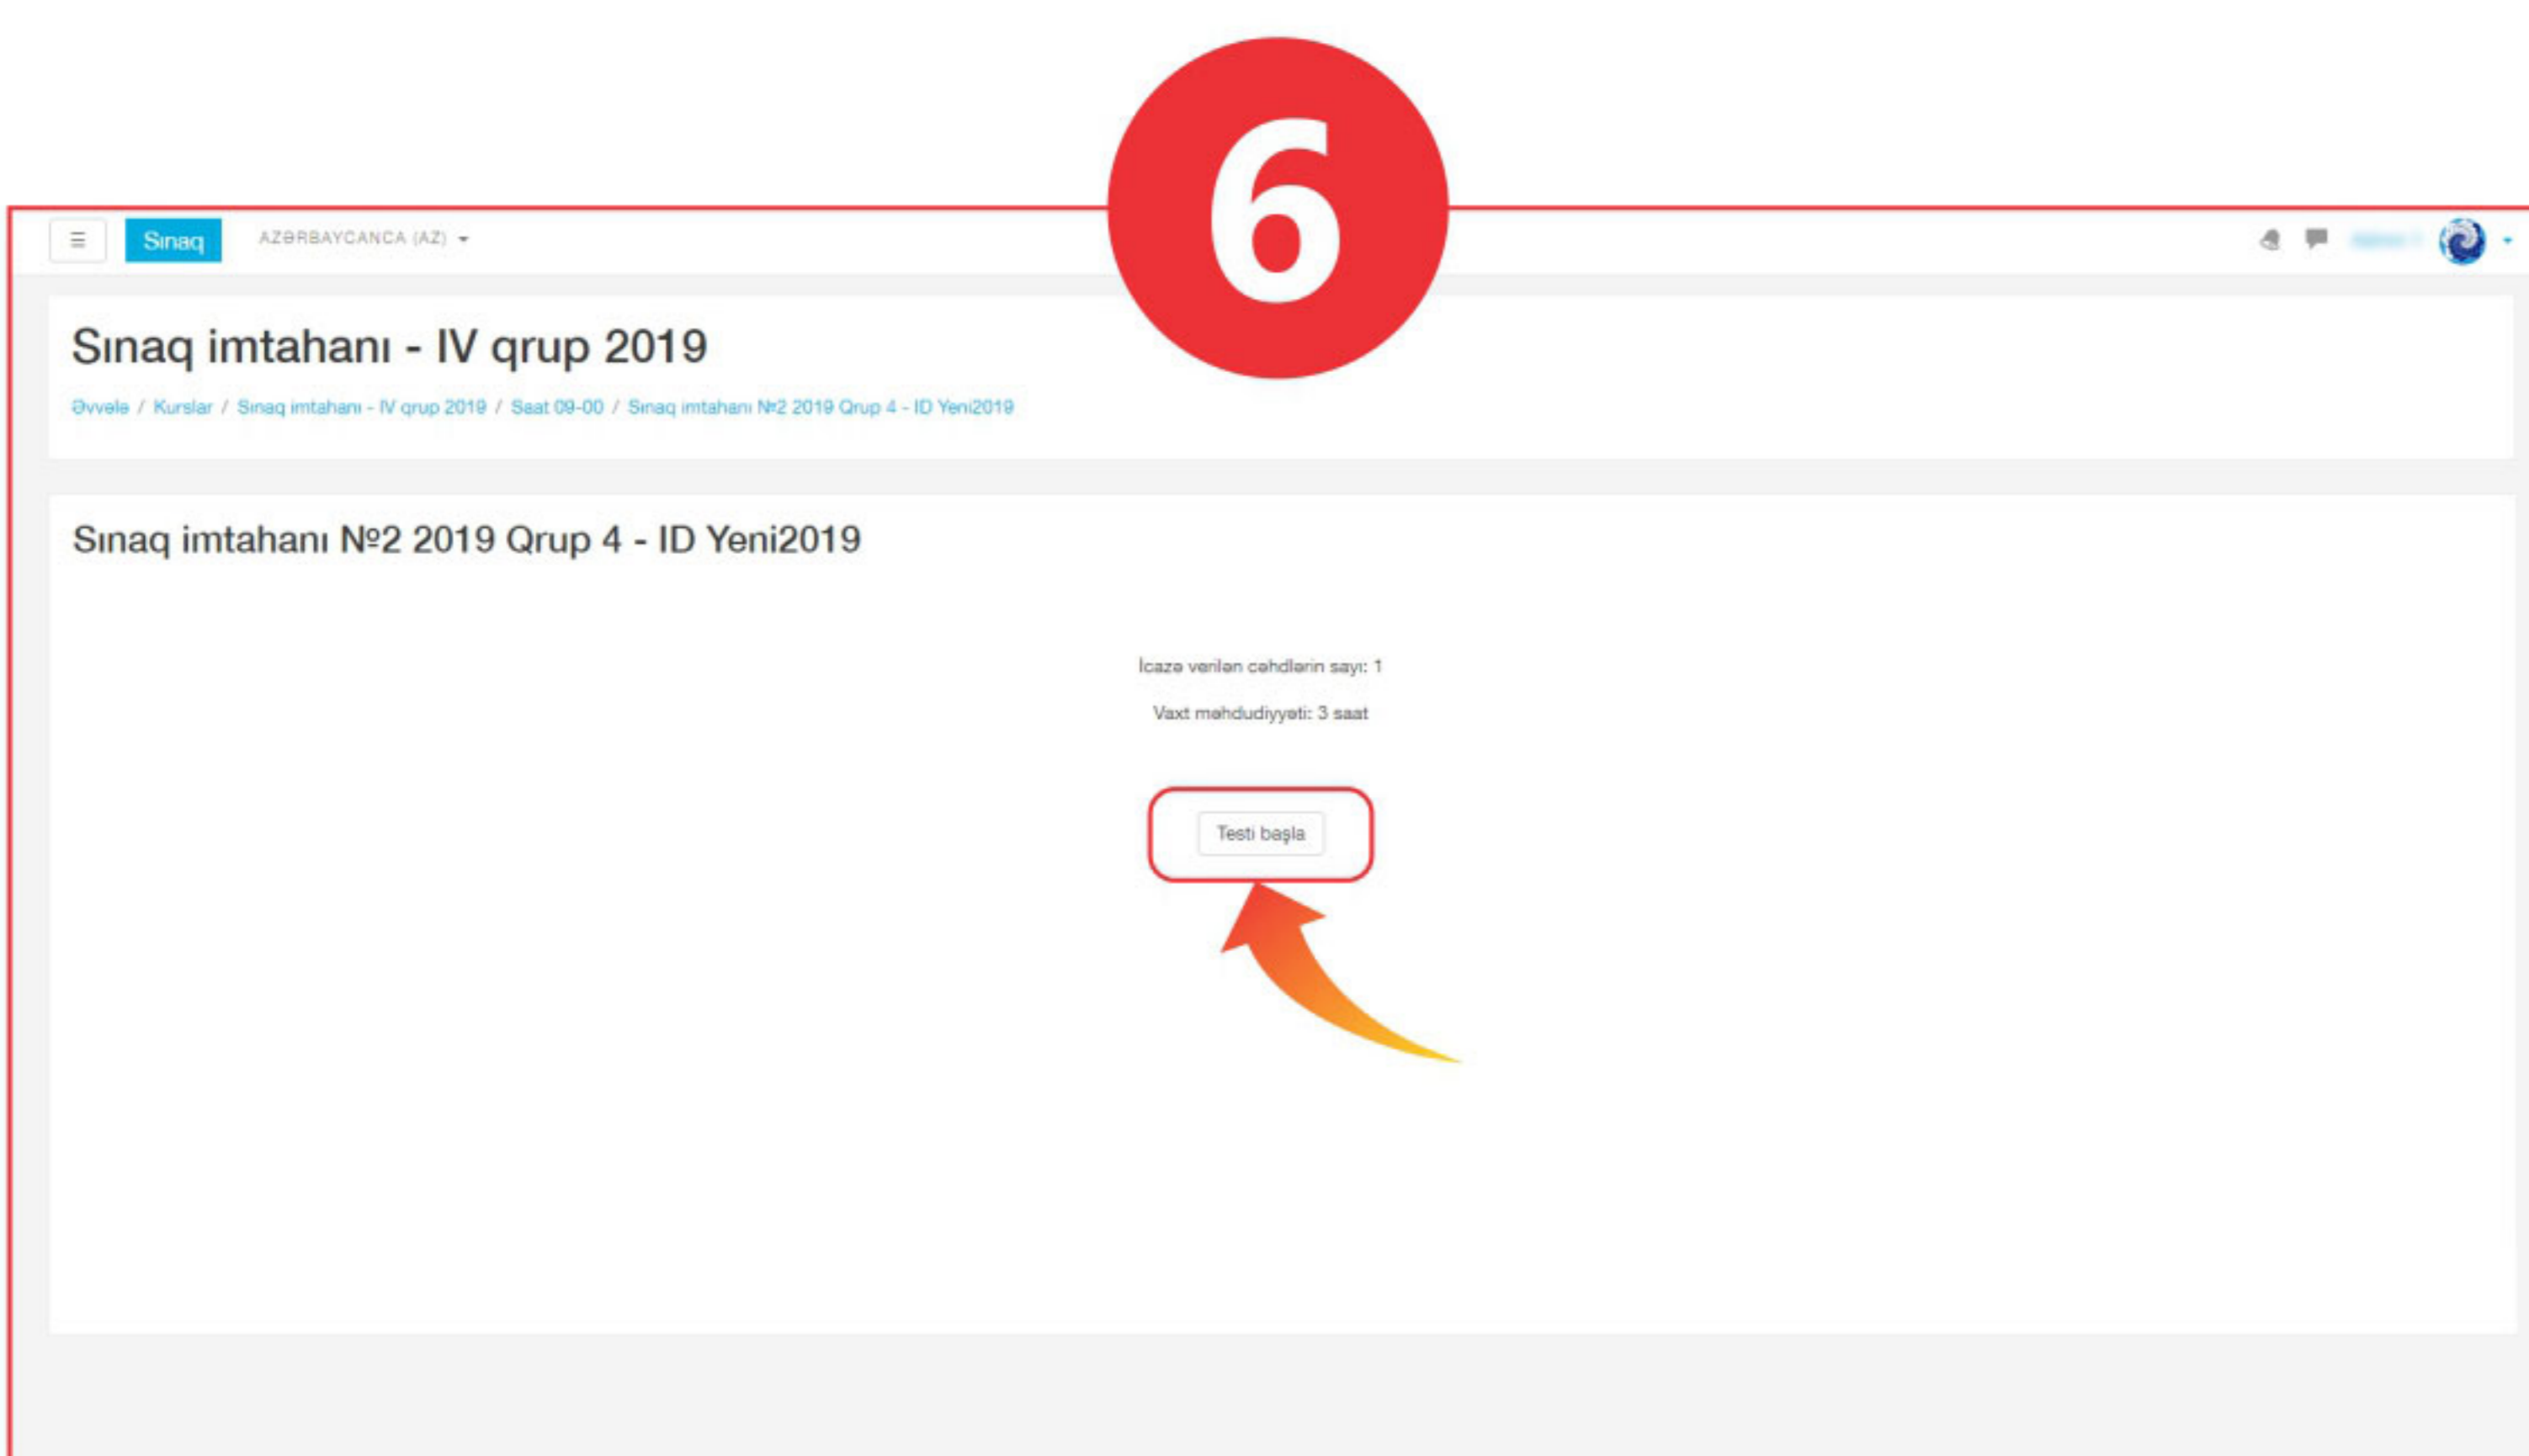 6
Sınaq AZƏRBAYCANCA (AZ)
Sınaq imtahanı - IV qrup 2019
Əvvələ / Kurslar / Sınaq imtahanı - IV qrup 2019 / Saat 09-00 / Sınaq imtahanı №2 2019 Qrup 4 - ID Yeni2019
Sınaq imtahanı №2 2019 Qrup 4 - ID Yeni2019
İcazə verilən cəhdlərin sayı: 1
Vaxt məhdudiyyəti: 3 saat
Testi başla